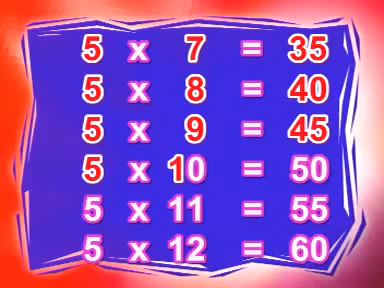 5 x 7 = 35
5 x 8 = 40
5 x 9 = 45
5 x 10 = 50
5 x 11 = 55
5 x 12 = 60